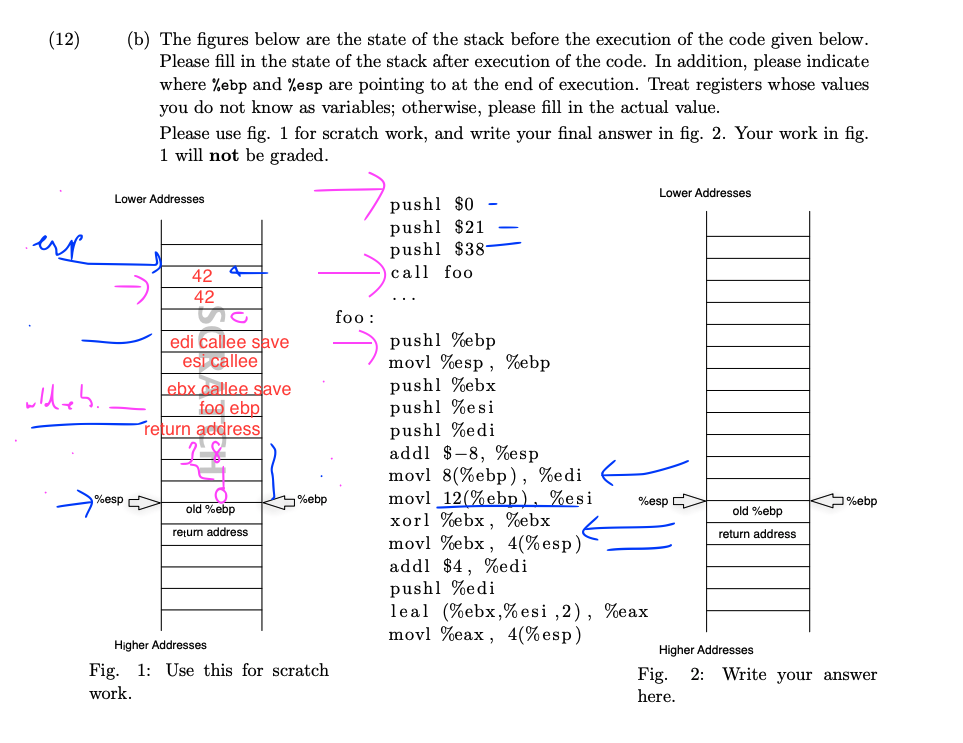 (12) (b) The figures below are the state of the stack before the execution of the code given below.
Please fill in the state of the stack after execution of the code. In addition, please indicate
where %ebp and %esp are pointing to at the end of execution. Treat registers whose values
you do not know as variables; otherwise, please fill in the actual value.
Please use fig. 1 for scratch work, and write your final answer in fig. 2. Your work in fig.
1 will not be graded.
Lower Addresses
esp
42
42
0
edi callee save
esi callee
ebx callee save
foo ebp
return address
38
21
0
%esp
%ebp
old %ebp
return address
Higher Addresses
SCRATCH
Fig. 1: Use this for scratch
work.
pushl $0
pushl $21
pushl $38
call foo
...
foo:
pushl %ebp
movl %esp, %ebp
pushl %ebx
pushl %esi
pushl %edi
addl $-8, %esp
movl 8(%ebp), %edi
movl 12(%ebp), %esi
xorl %ebx, %ebx
movl %ebx, 4(%esp)
addl $4, %edi
pushl %edi
leal (%ebx,%esi,2), %eax
movl %eax, 4(%esp)
Lower Addresses
%esp
%ebp
old %ebp
return address
Higher Addresses
Fig. 2: Write your answer
here.